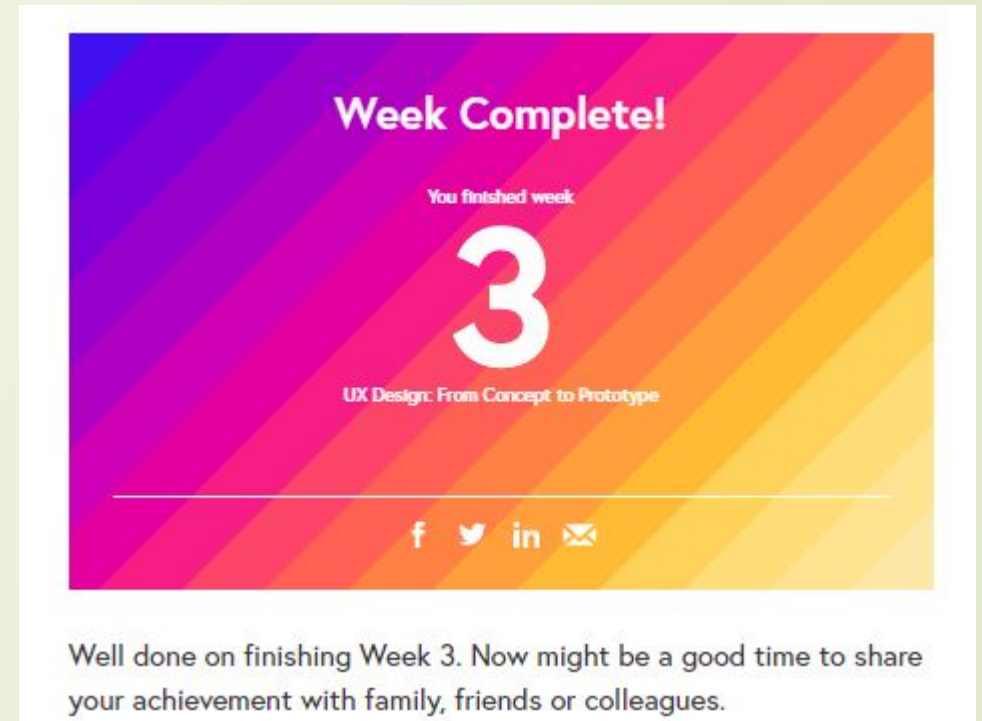 Week Complete!
You finished week
3
UX Design: From Concept to Prototype
Well done on finishing Week 3. Now might be a good time to share
your achievement with family, friends or colleagues.